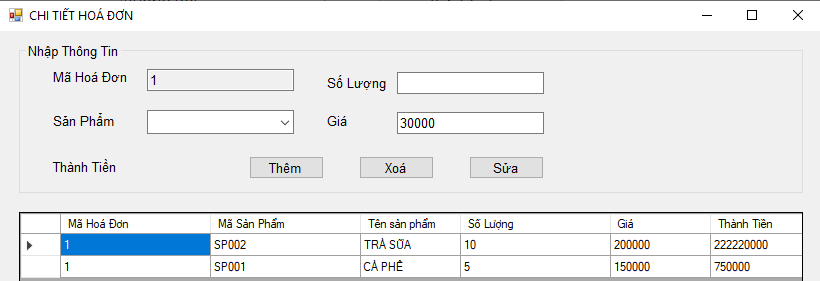 CHI TIẾT HOÁ ĐƠN
Nhập Thông Tin
Mã Hoá Đơn 1 Số Lượng
Sản Phẩm Giá 30000
Thành Tiền Thêm Xoá Sửa
Mã Hoá Đơn Mã Sản Phẩm Tên sản phẩm Số Lượng Giá Thành Tiền
1 SP002 TRÀ SỮA 10 200000 222220000
1 SP001 CÀ PHÊ 5 150000 750000